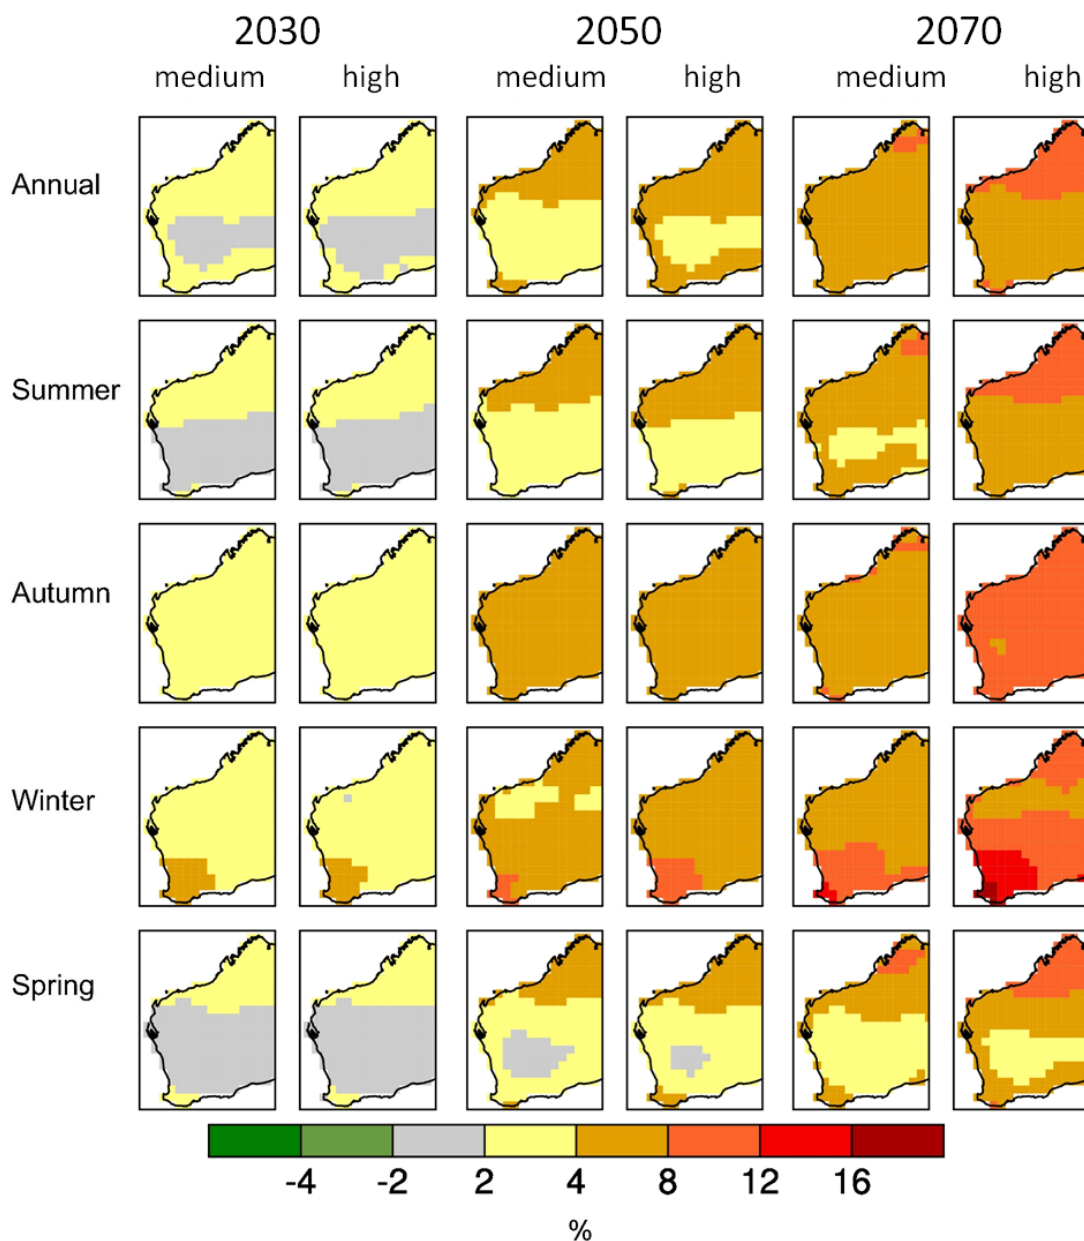 2030 2050 2070
medium high medium high medium high
Annual
Summer
Autumn
Winter
Spring
-4 -2 2 4 8 12 16
%